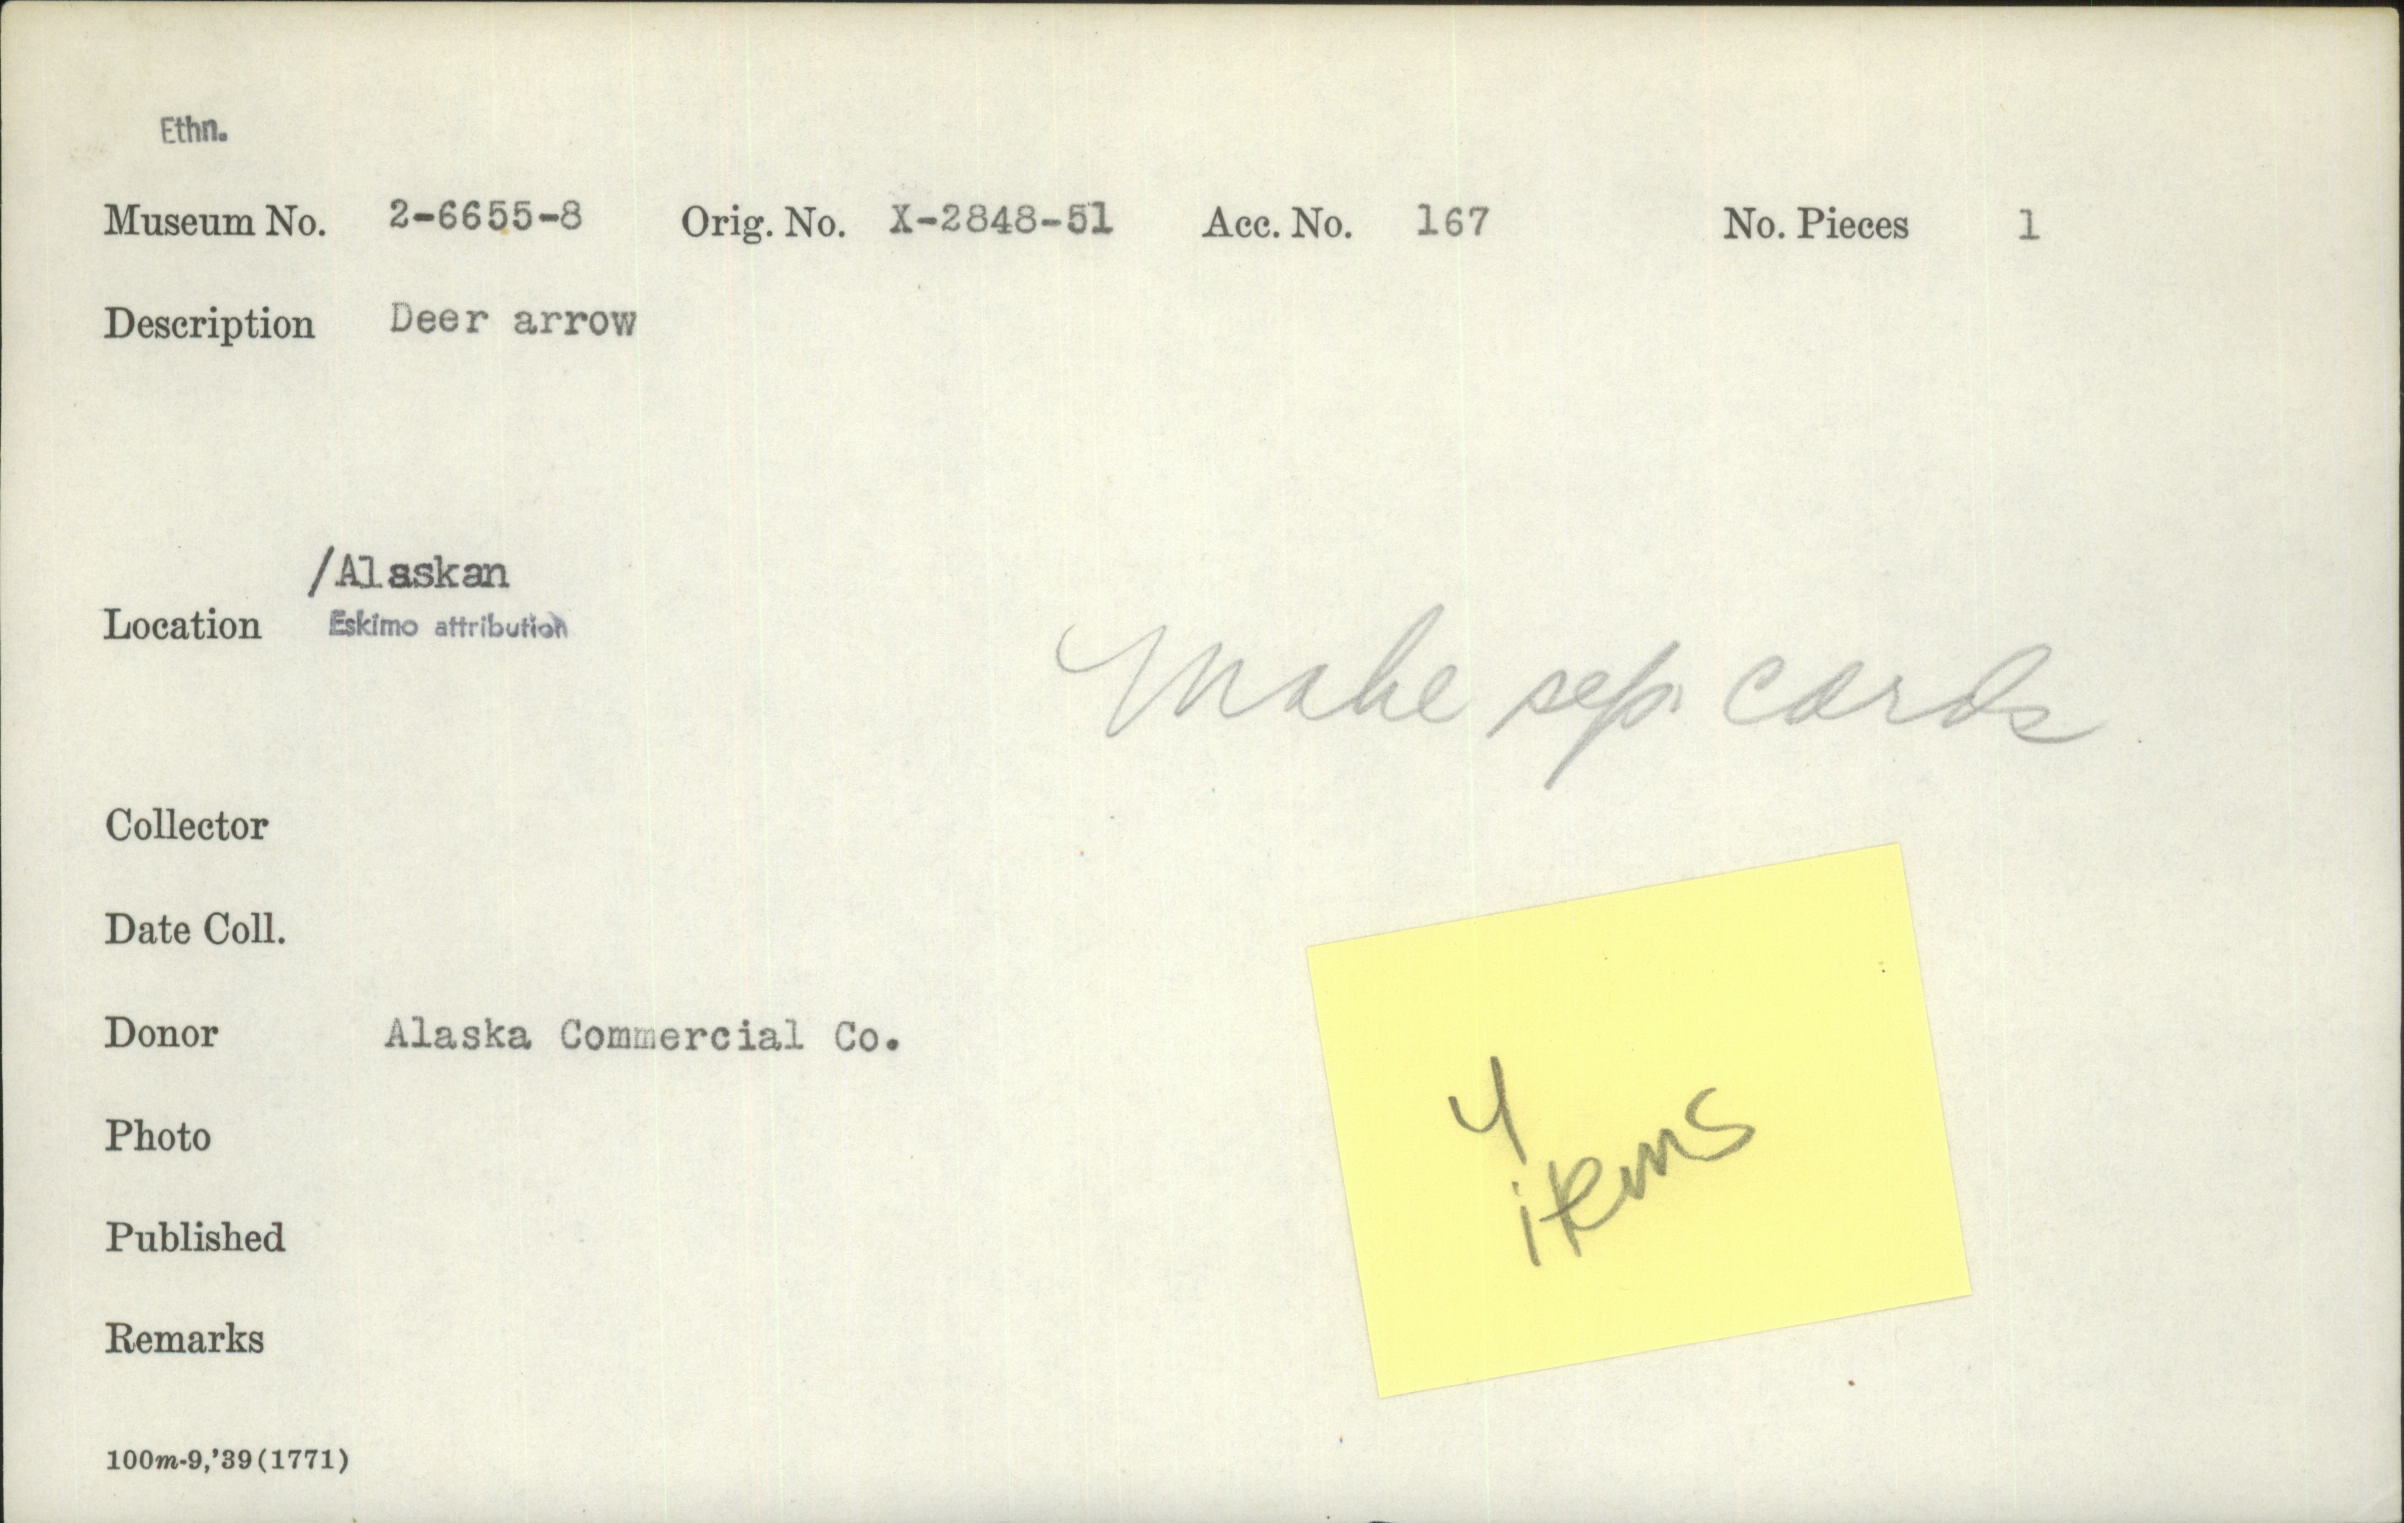 Ethn.
Museum No. 2-6655-8 Orig. No. X-2848-51 Acc. No. 167 No. Pieces 1
Description Deer arrow
/Alaskan
Location Eskimo attribution
Make sep. cards
Collector
Date Coll.
Donor Alaska Commercial Co.
Photo
4
items
Published
Remarks
100m-9,'39(1771)